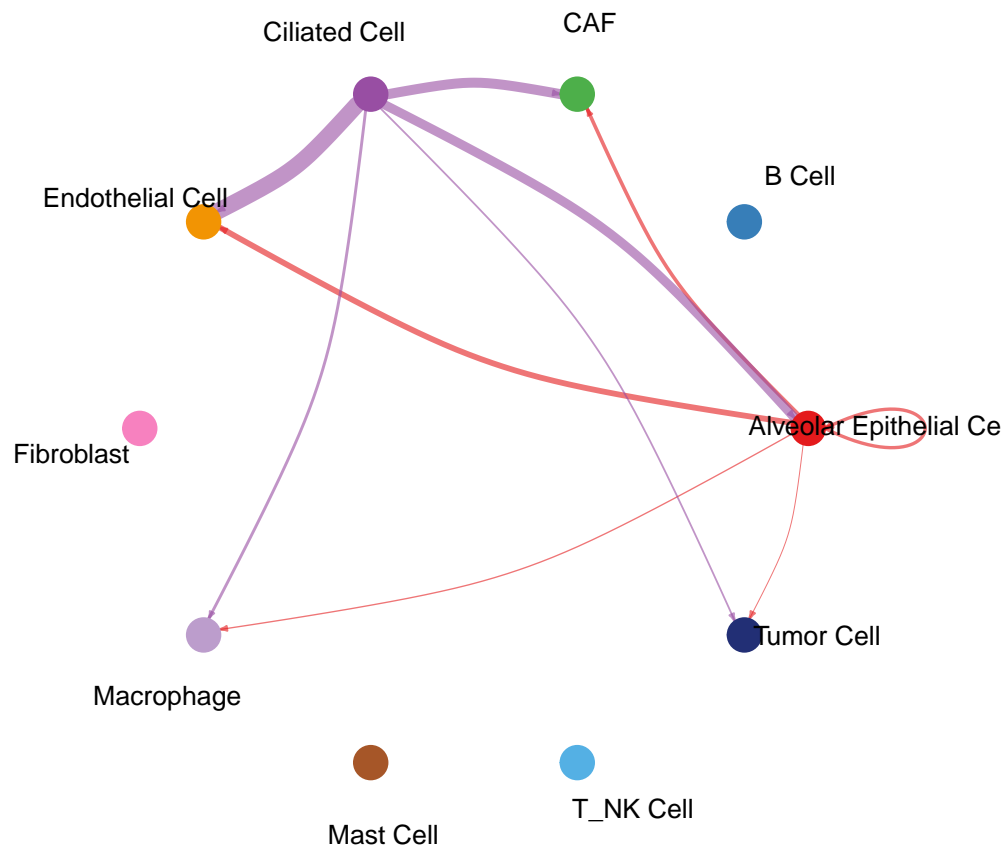 CAF
Ciliated Cell
B Cell
Endothelial Cell
Alveolar Epithelial Ce
Fibroblast
Tumor Cell
Macrophage
T_NK Cell
Mast Cell